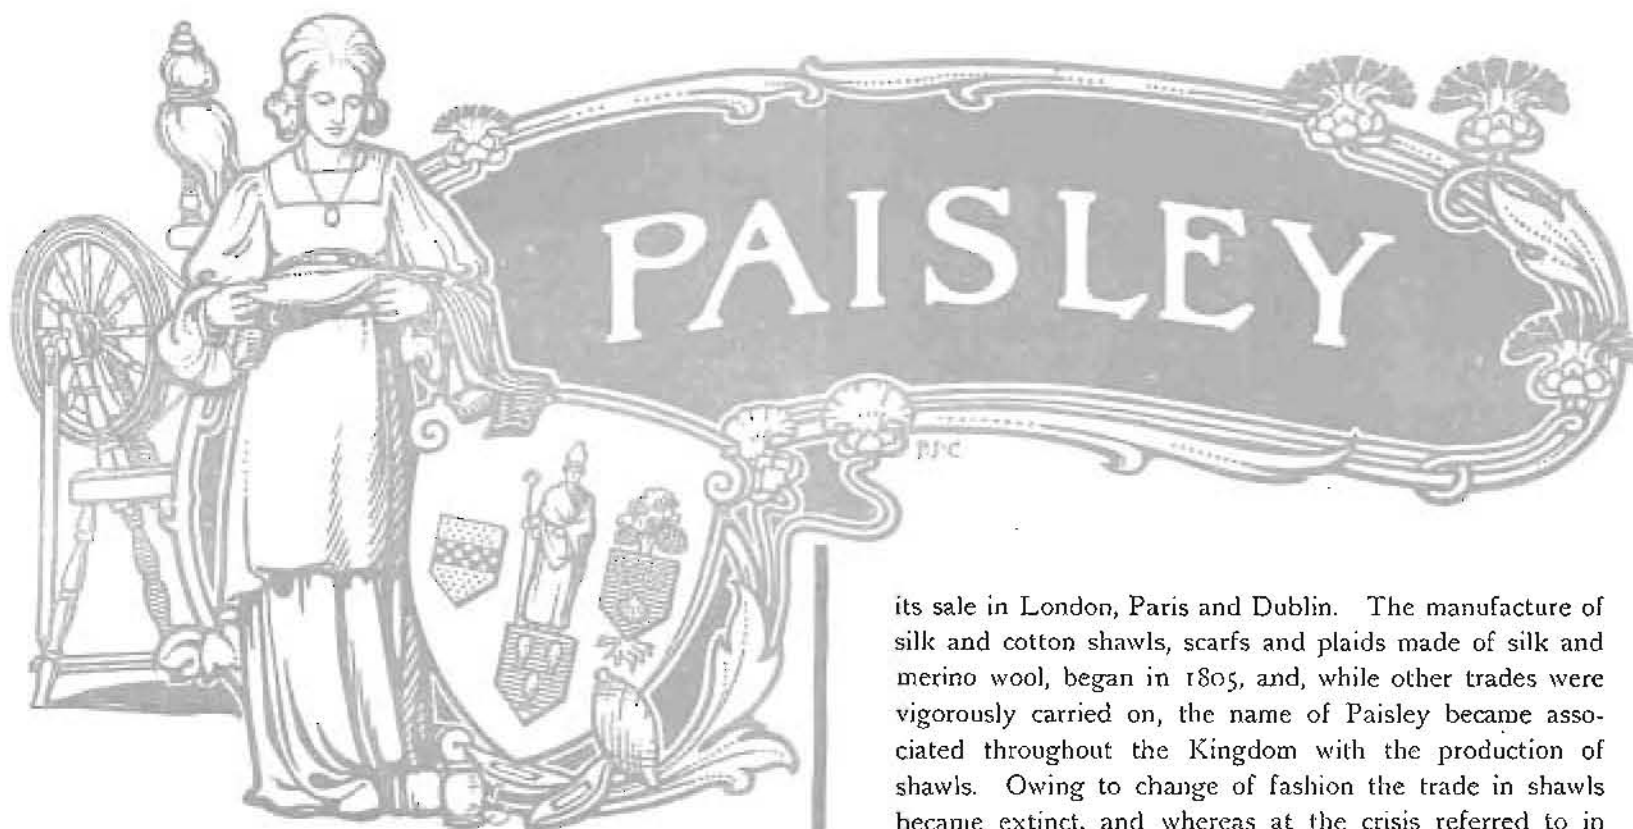 PAISLEY
P.J.C.
its sale in London, Paris and Dublin. The manufacture of
silk and cotton shawls, scarfs and plaids made of silk and
merino wool, began in 1805, and, while other trades were
vigorously carried on, the name of Paisley became asso-
ciated throughout the Kingdom with the production of
shawls. Owing to change of fashion the trade in shawls
became extinct, and whereas at the crisis referred to in